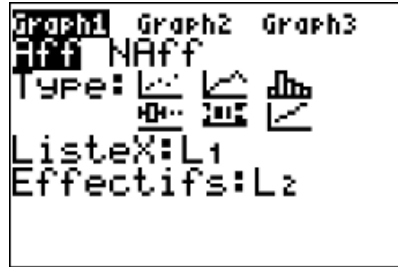 Graph1 Graph2 Graph3
Aff NAff
Type:
ListeX:L1
Effectifs:L2